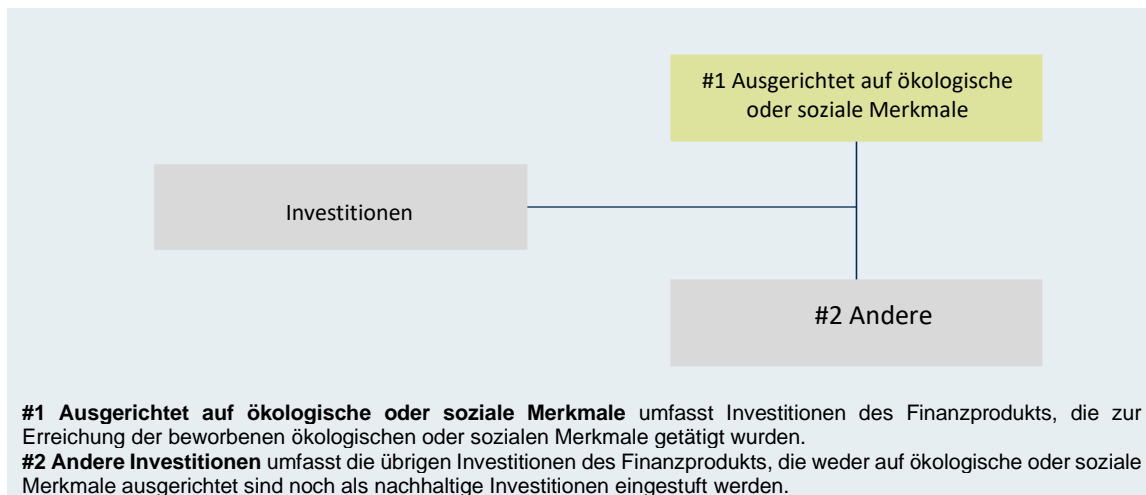 #1 Ausgerichtet auf ökologische
oder soziale Merkmale
Investitionen
#2 Andere
#1 Ausgerichtet auf ökologische oder soziale Merkmale umfasst Investitionen des Finanzprodukts, die zur
Erreichung der beworbenen ökologischen oder sozialen Merkmale getätigt wurden.
#2 Andere Investitionen umfasst die übrigen Investitionen des Finanzprodukts, die weder auf ökologische oder soziale
Merkmale ausgerichtet sind noch als nachhaltige Investitionen eingestuft werden.